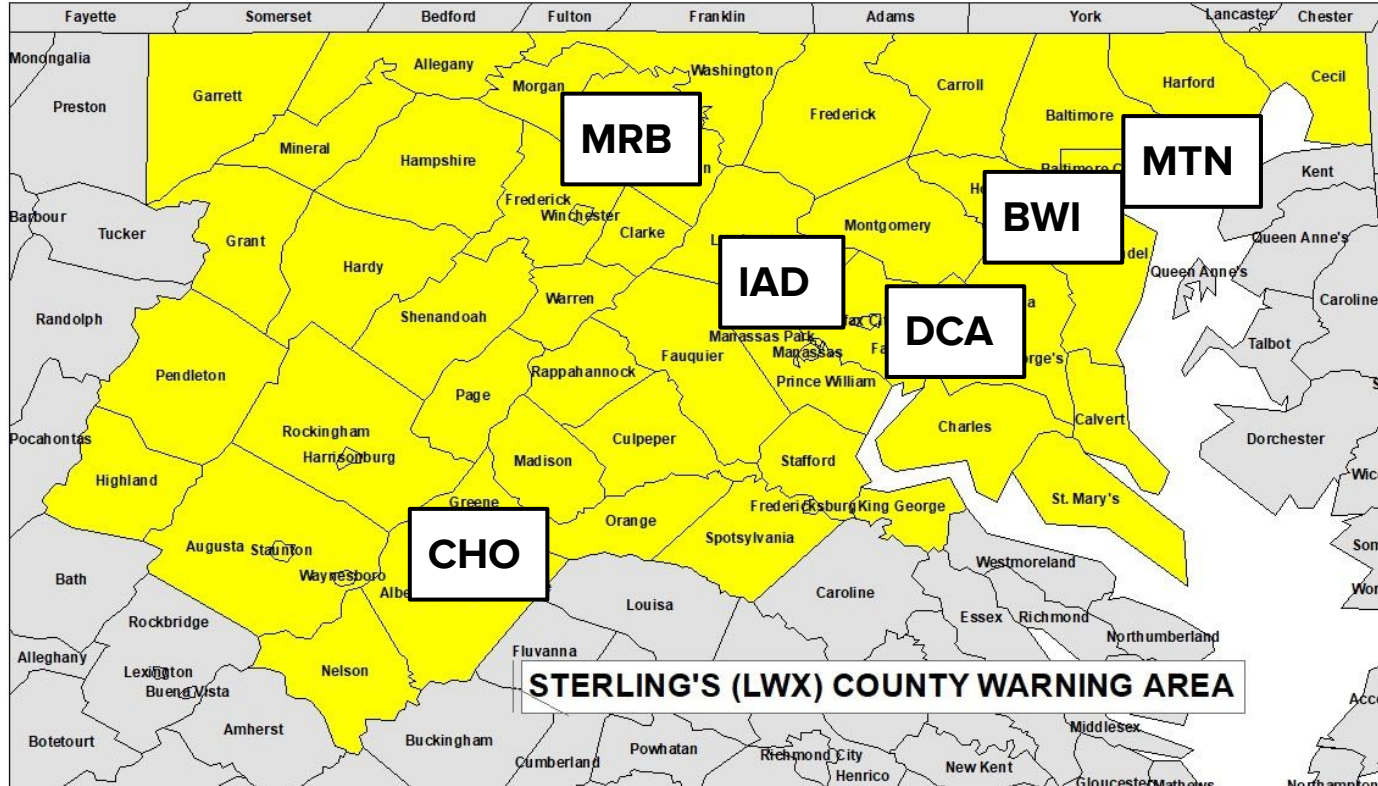 Fayette Somerset Bedford Fulton Franklin Adams York Lancaster Chester
Monongalia
Preston
Garrett
Allegany
Morgan
Washington
Frederick
Carroll
Baltimore
Harford
Cecil
MRB
MTN
Mineral
Hampshire
Baltimore
Kent
Barbour
Tucker
Grant
Hardy
Frederick
Winchester
Clarke
Montgomery
BWI
Queen Anne's
Queen Anne's
Caroline
Randolph
Shenandoah
Warren
IAD
DCA
Manassas Park
Manassas
Talbot
Pendleton
Page
Rappahannock
Fauquier
Prince William
Pocahontas
Rockingham
Harrisonburg
Madison
Culpeper
Stafford
Charles
Calvert
Dorchester
Highland
Greene
Orange
Fredericksburg
King George
Spotsylvania
St. Mary's
Augusta
Staunton
Waynesboro
CHO
Bath
Louisa
Caroline
Westmoreland
Essex
Richmond
Northumberland
Rockbridge
Alleghany
Lexington
Buena Vista
Nelson
Fluvanna
STERLING'S (LWX) COUNTY WARNING AREA
Botetourt
Amherst
Buckingham
Cumberland
Powhatan
Richmond City
Henrico
New Kent
Middlesex
Gloucester
Mathews
Northampton